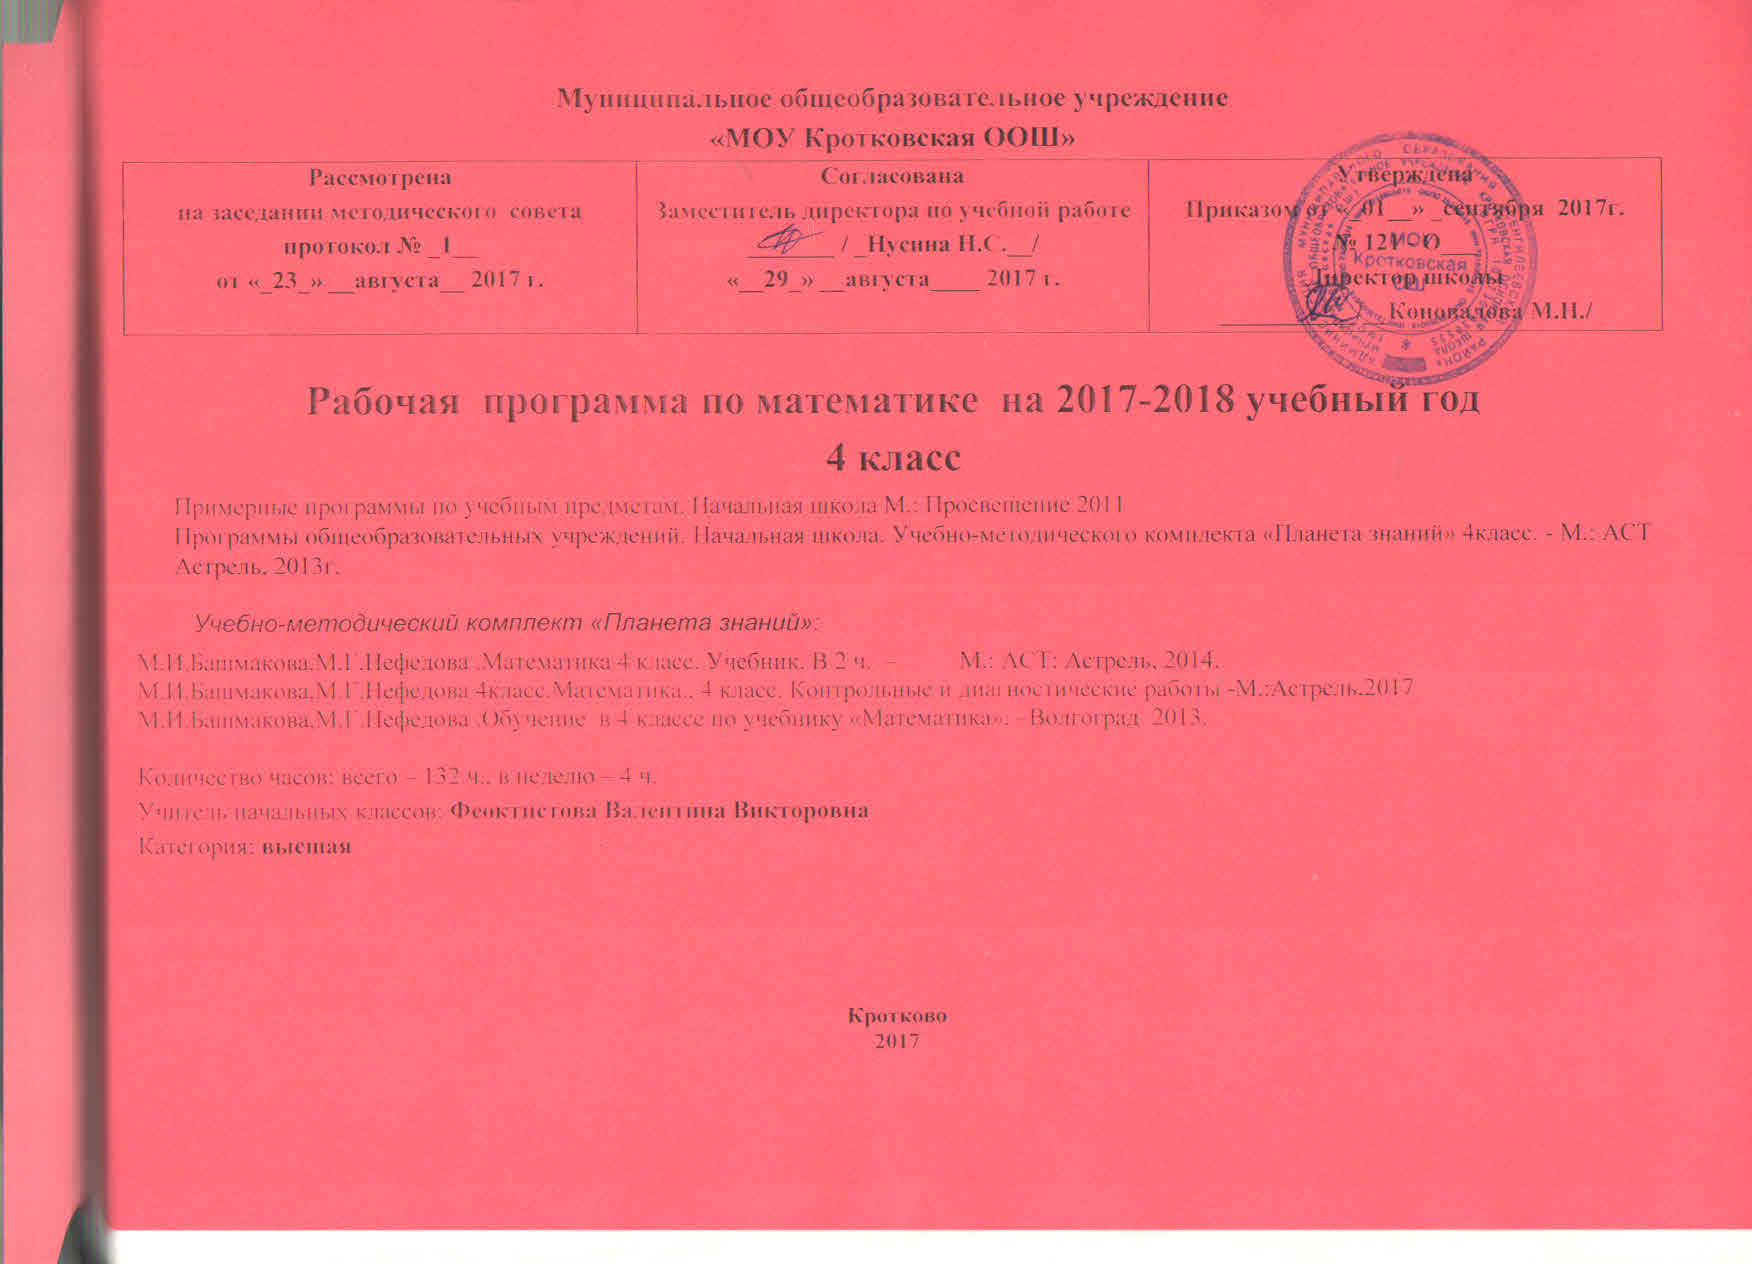 Муниципальное общеобразовательное учреждение
«МОУ Кротковская ООШ»
Рассмотрена
на заседании методического совета
протокол № _1__
от «_23_» __августа__ 2017 г.
Согласована
Заместитель директора по учебной работе
_______ / _Нусина Н.С.__/
«__29_» __августа____ 2017 г.
Утверждена
Приказом от «_01__» _сентября 2017г.
Директор школы
Коновалова М.Н./
МОУ
Кротковская
ОШ
Рабочая программа по математике на 2017-2018 учебный год
4 класс
Примерные программы по учебным предметам. Начальная школа М.: Просвещение 2011
Программы общеобразовательных учреждений. Начальная школа. Учебно-методического комплекта «Планета знаний» 4класс. - М.: АСТ
Астрель, 2013г.
Учебно-методический комплект «Планета знаний»:
М.И.Башмакова,М.Г.Нефедова .Математика 4 класс. Учебник. В 2 ч. – М.: АСТ: Астрель, 2014.
М.И.Башмакова,М.Г.Нефедова 4класс.Математика.. 4 класс. Контрольные и диагностические работы -М.:Астрель.2017
М.И.Башмакова,М.Г.Нефедова .Обучение в 4 классе по учебнику «Математика». –Волгоград 2013.
Количество часов: всего – 132 ч., в неделю – 4 ч.
Учитель начальных классов: Феоктистова Валентина Викторовна
Категория: высшая
Кротково
2017